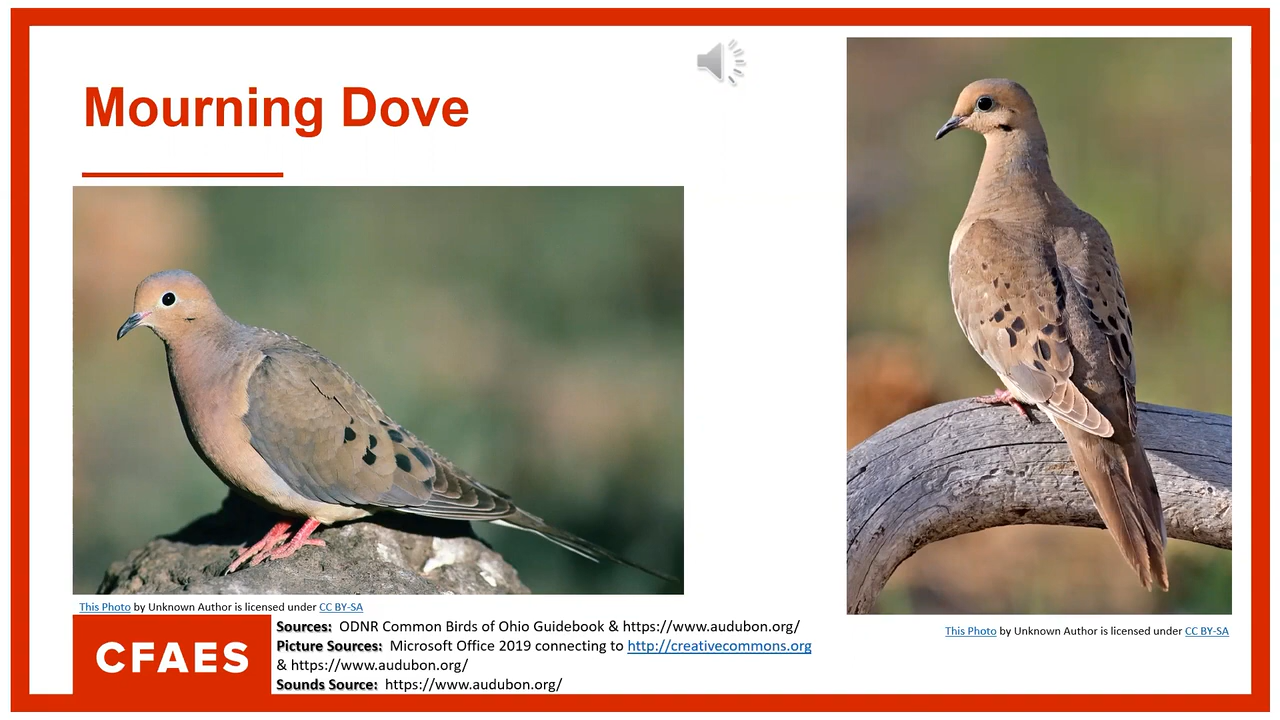 Mourning Dove
This Photo by Unknown Author is licensed under CC BY-SA
This Photo by Unknown Author is licensed under CC BY-SA
CFAES
Sources: ODNR Common Birds of Ohio Guidebook & https://www.audubon.org/
Picture Sources: Microsoft Office 2019 connecting to http://creativecommons.org
& https://www.audubon.org/
Sounds Source: https://www.audubon.org/